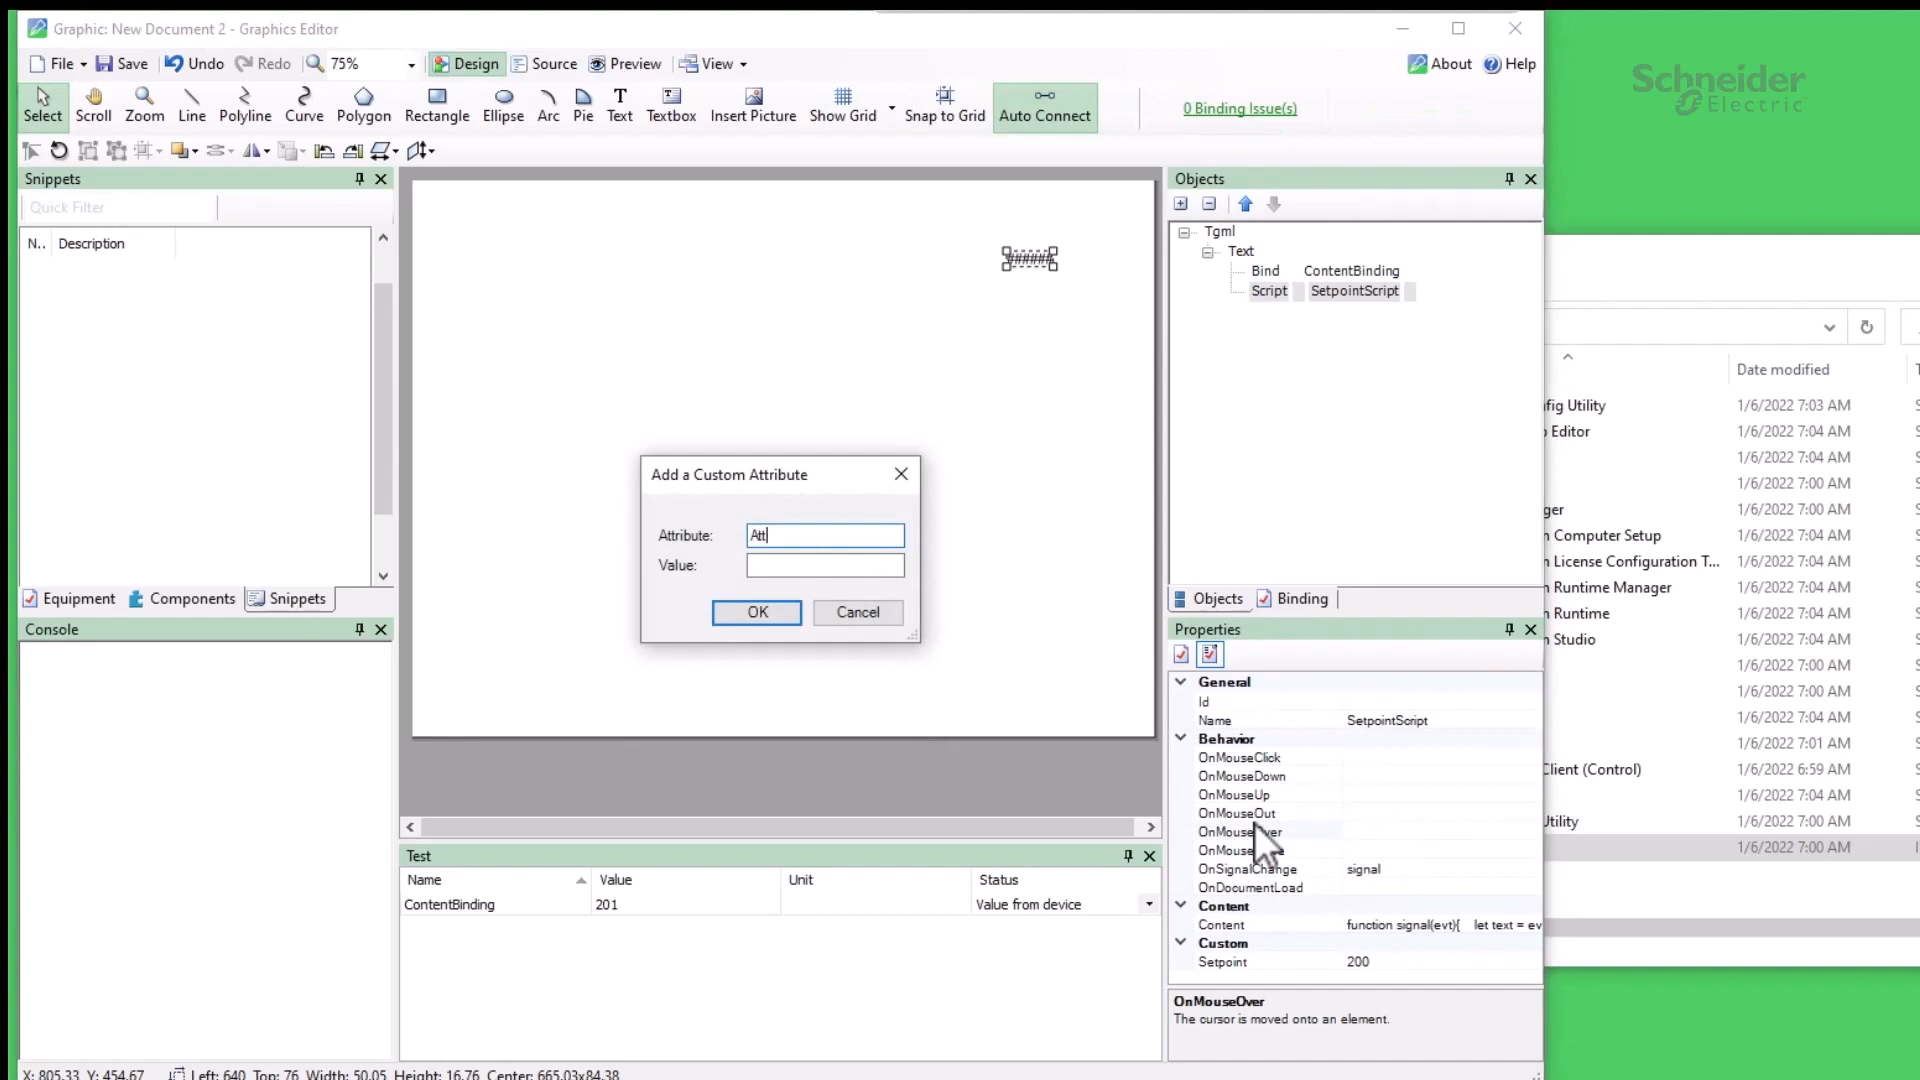 Graphic: New Document 2 - Graphics Editor
File Save Undo Redo 75% Design Source Preview View About Help
Select Scroll Zoom Line Polyline Curve Polygon Rectangle Ellipse Arc Pie Text Textbox Insert Picture Show Grid Snap to Grid Auto Connect
0 Binding Issue(s)
Schneider
Electric
Snippets
Quick Filter
N.. Description
Equipment Components Snippets
Console
######
Add a Custom Attribute
Attribute: Att
Value:
OK Cancel
Test
Name Value Unit Status
ContentBinding 201 Value from device
Objects
Tgml
Text
Bind ContentBinding
Script SetpointScript
Objects Binding
Properties
General
Id
Name SetpointScript
Behavior
OnMouseClick
OnMouseDown
OnMouseUp
OnMouseOut
OnSignalChange signal
OnDocumentLoad
Content
Content function signal(evt){ let text = ev
Custom
Setpoint 200
OnMouseOver
The cursor is moved onto an element.
Date modified
fig Utility 1/6/2022 7:03 AM
Editor 1/6/2022 7:04 AM
1/6/2022 7:04 AM
1/6/2022 7:00 AM
ger 1/6/2022 7:00 AM
n Computer Setup 1/6/2022 7:04 AM
n License Configuration T... 1/6/2022 7:04 AM
n Runtime Manager 1/6/2022 7:04 AM
n Runtime 1/6/2022 7:04 AM
n Studio 1/6/2022 7:04 AM
1/6/2022 7:00 AM
1/6/2022 7:00 AM
1/6/2022 7:04 AM
1/6/2022 7:01 AM
Client (Control) 1/6/2022 6:59 AM
1/6/2022 7:04 AM
Utility 1/6/2022 7:00 AM
1/6/2022 7:00 AM
X: 805.33 Y: 454.67 Left: 640 Top: 76 Width: 50.05 Height: 16.76 Center: 665.03x84.38